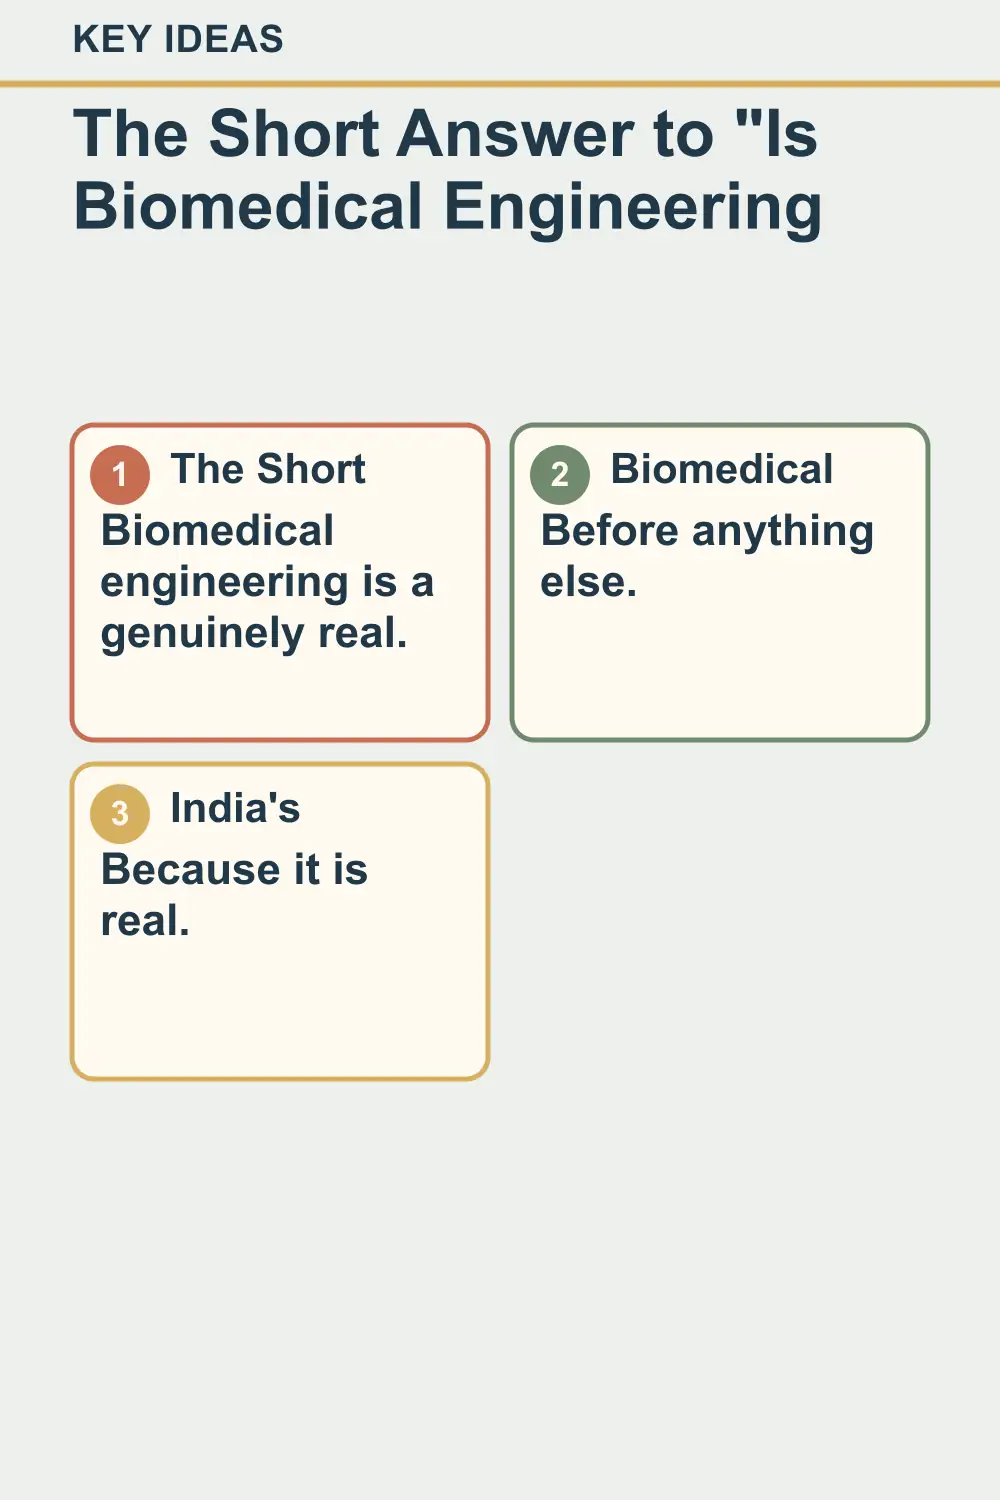 KEY IDEAS
The Short Answer to "Is
Biomedical Engineering
1 The Short
Biomedical
engineering is a
genuinely real.
2 Biomedical
Before anything
else.
3 India's
Because it is
real.